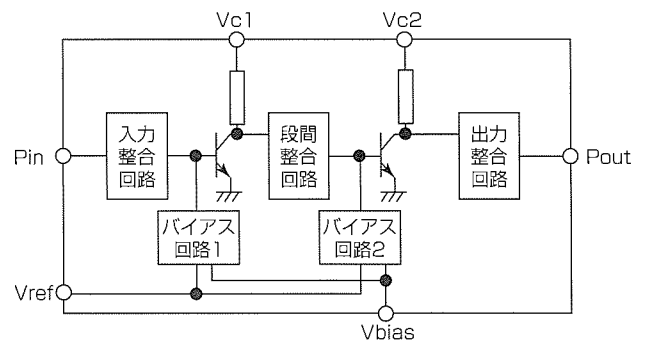 Vc1
Vc2
入力
整合
回路
段間
整合
回路
出力
整合
回路
Pin
Pout
バイアス
回路1
バイアス
回路2
Vref
Vbias